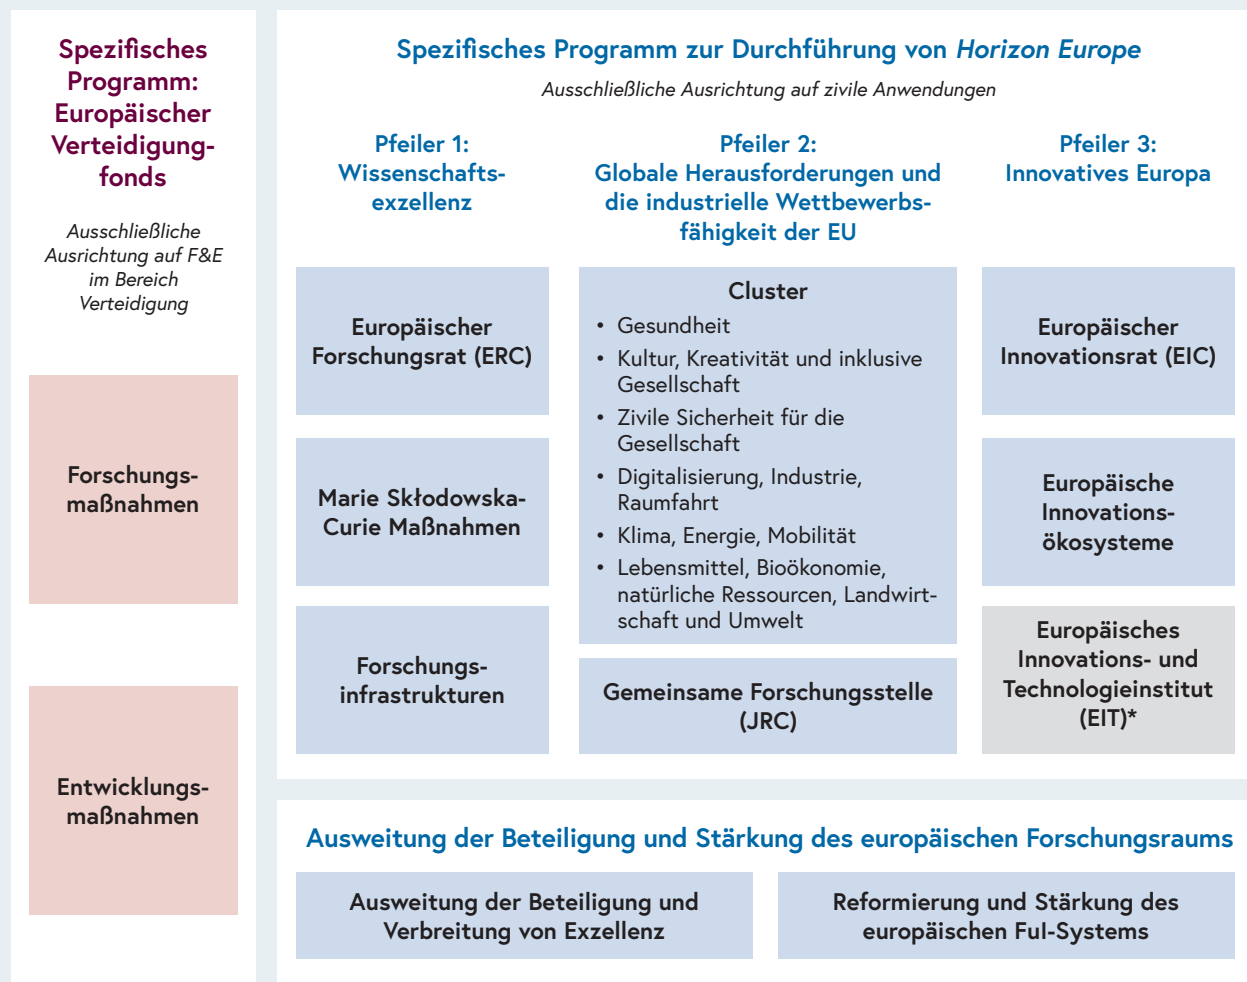 Spezifisches
Programm:
Europäischer
Verteidigung-
fonds
Ausschließliche
Ausrichtung auf F&E
im Bereich
Verteidigung
Forschungs-
maßnahmen
Entwicklungs-
maßnahmen
Spezifisches Programm zur Durchführung von Horizon Europe
Ausschließliche Ausrichtung auf zivile Anwendungen
Pfeiler 1:
Wissenschafts-
exzellenz
Europäischer
Forschungsrat (ERC)
Marie Skłodowska-
Curie Maßnahmen
Forschungs-
infrastrukturen
Pfeiler 2:
Globale Herausforderungen und
die industrielle Wettbewerbs-
fähigkeit der EU
Cluster
• Gesundheit
• Kultur, Kreativität und inklusive
Gesellschaft
• Zivile Sicherheit für die
Gesellschaft
• Digitalisierung, Industrie,
Raumfahrt
• Klima, Energie, Mobilität
• Lebensmittel, Bioökonomie,
natürliche Ressourcen, Landwirt-
schaft und Umwelt
Gemeinsame Forschungsstelle
(JRC)
Pfeiler 3:
Innovatives Europa
Europäischer
Innovationsrat (EIC)
Europäische
Innovations-
ökosysteme
Europäisches
Innovations- und
Technologieinstitut
(EIT)*
Ausweitung der Beteiligung und Stärkung des europäischen Forschungsraums
Ausweitung der Beteiligung und
Verbreitung von Exzellenz
Reformierung und Stärkung des
europäischen FuI-Systems